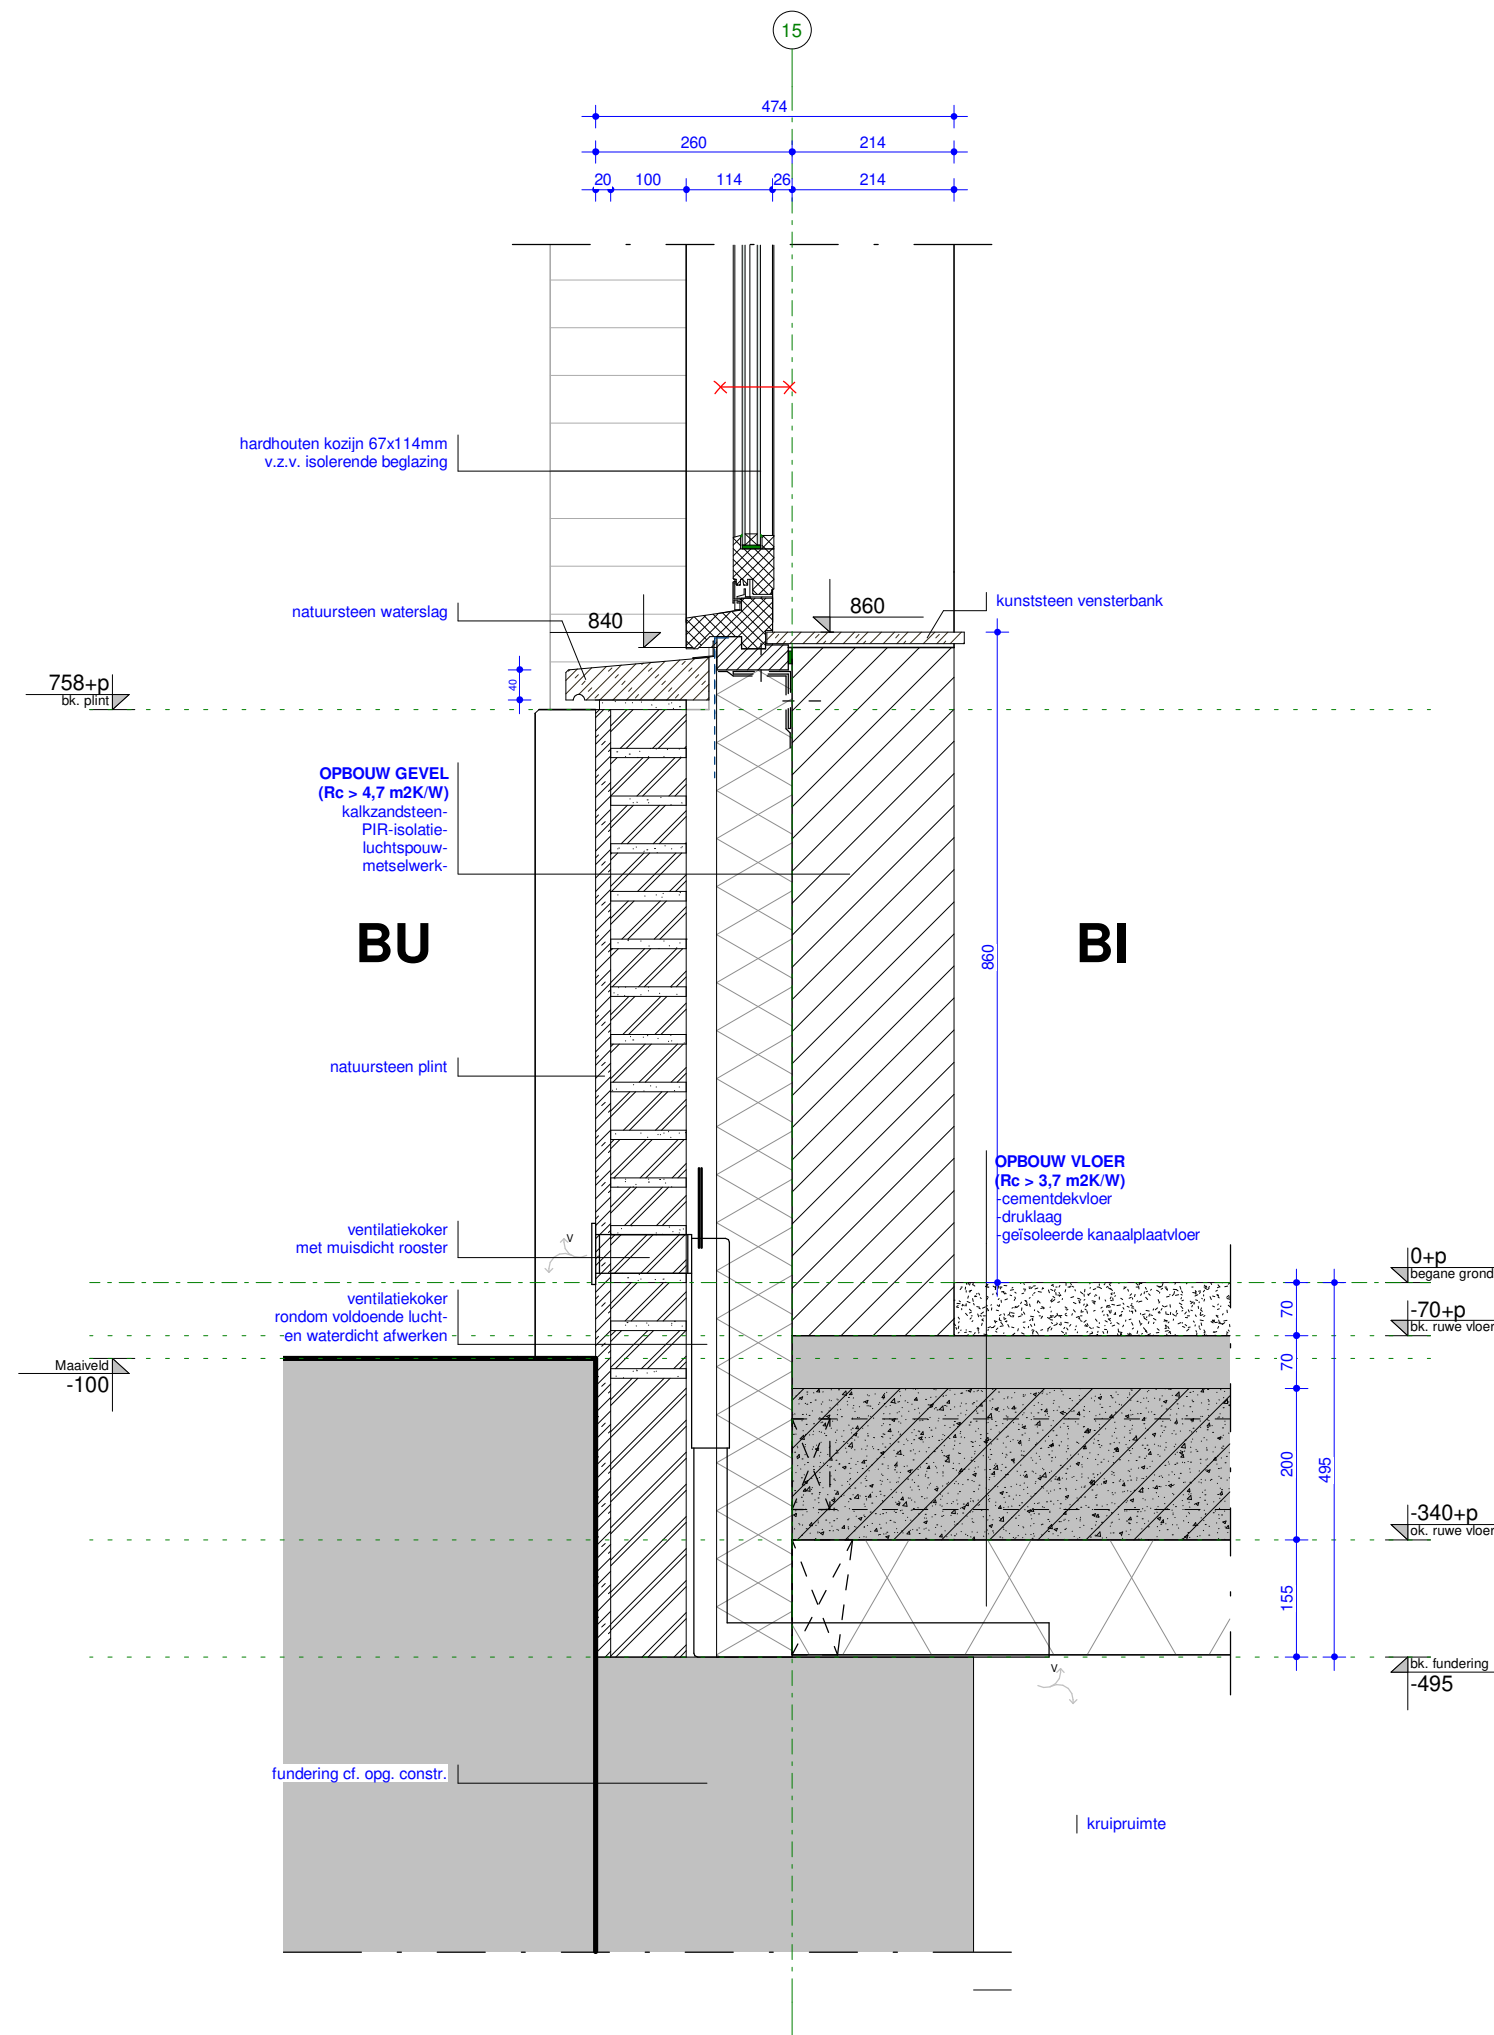 15
474
260
214
20
100
114
26
214
hardhouten kozijn 67x114mm
v.z.v. isolerende beglazing
natuursteen waterslag
840
860
kunststeen vensterbank
758+p
bk. plint
40
OPBOUW GEVEL
(Rc > 4,7 m2K/W)
kalkzandsteen-
PIR-isolatie-
luchtspouw-
metselwerk-
BU
BI
860
natuursteen plint
OPBOUW VLOER
(Rc > 3,7 m2K/W)
-cementdekvloer
-druklaag
-geïsoleerde kanaalplaatvloer
ventilatiekoker
met muisdicht rooster
v
0+p
begane grond
ventilatiekoker
rondom voldoende lucht-
en waterdicht afwerken
70
-70+p
bk. ruwe vloer
Maaiveld
-100
70
200
495
-340+p
ok. ruwe vloer
155
v
bk. fundering
-495
fundering cf. opg. constr.
kruipruimte